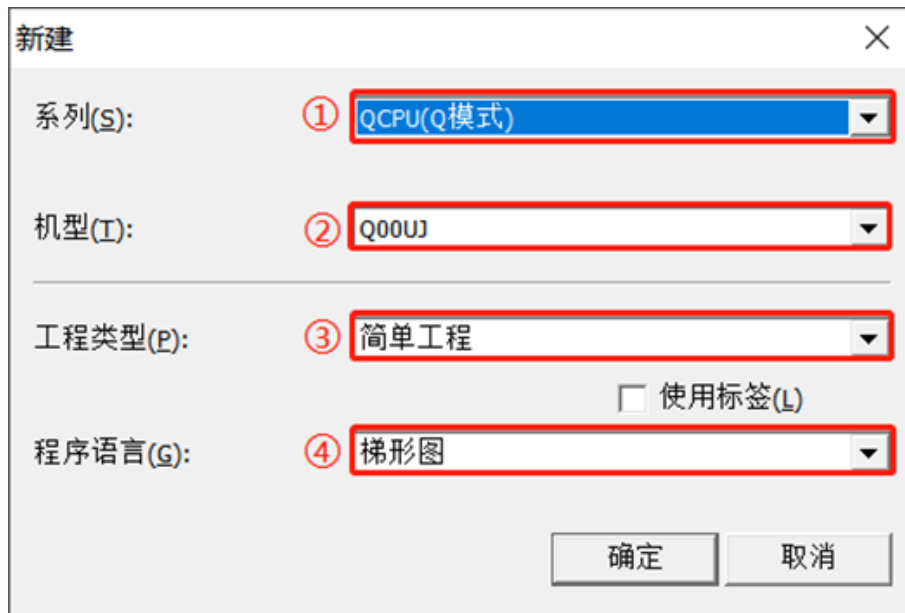 新建
系列(S): ① QCPU(Q模式)
机型(T): ② Q00UJ
工程类型(P): ③ 简单工程
使用标签(L)
程序语言(G): ④ 梯形图
确定 取消